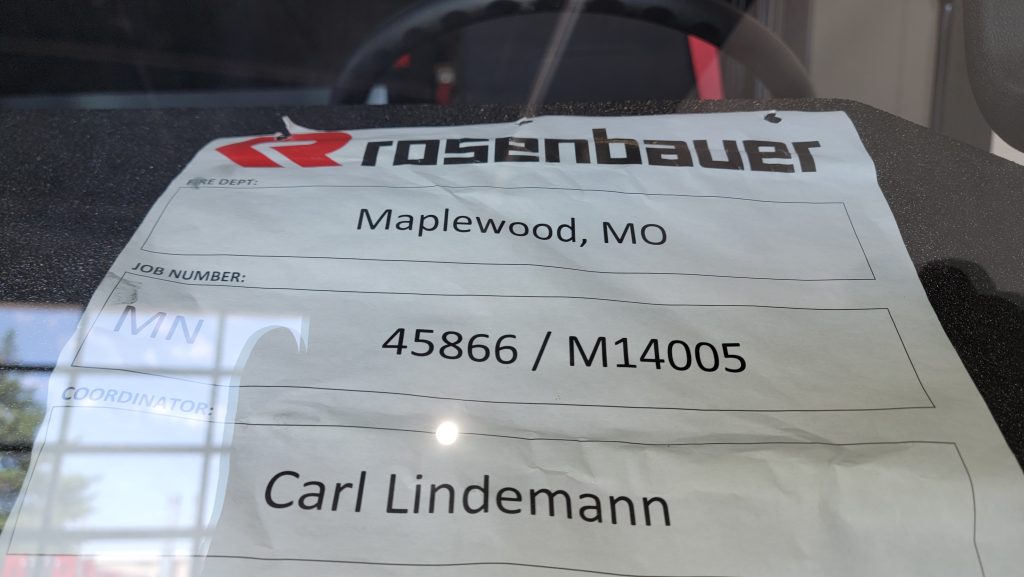 rosenbauer
FIRE DEPT:
Maplewood, MO
JOB NUMBER:
MN 45866 / M14005
COORDINATOR:
Carl Lindemann